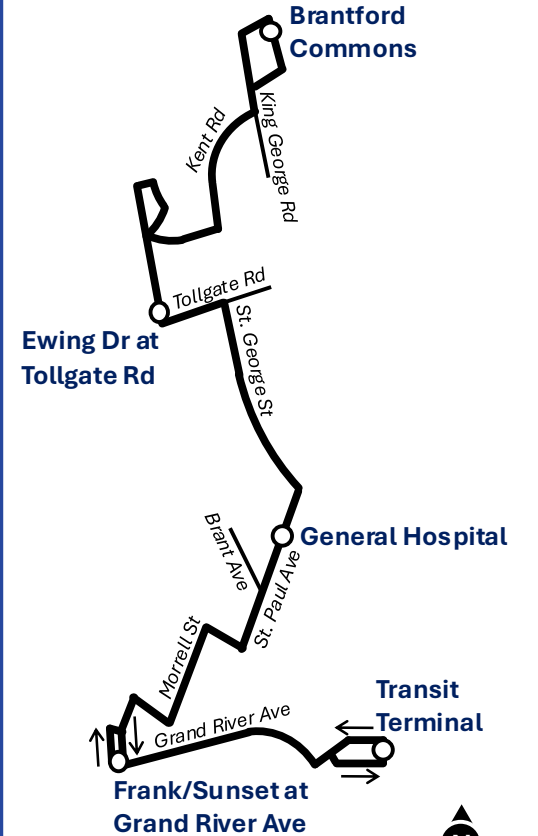 Brantford
Commons
King George Rd
Kent Rd
Tollgate Rd
Ewing Dr at
Tollgate Rd
St. George St
General Hospital
Brant Ave
St. Paul Ave
Morrell St
Transit
Terminal
Grand River Ave
Frank/Sunset at
Grand River Ave